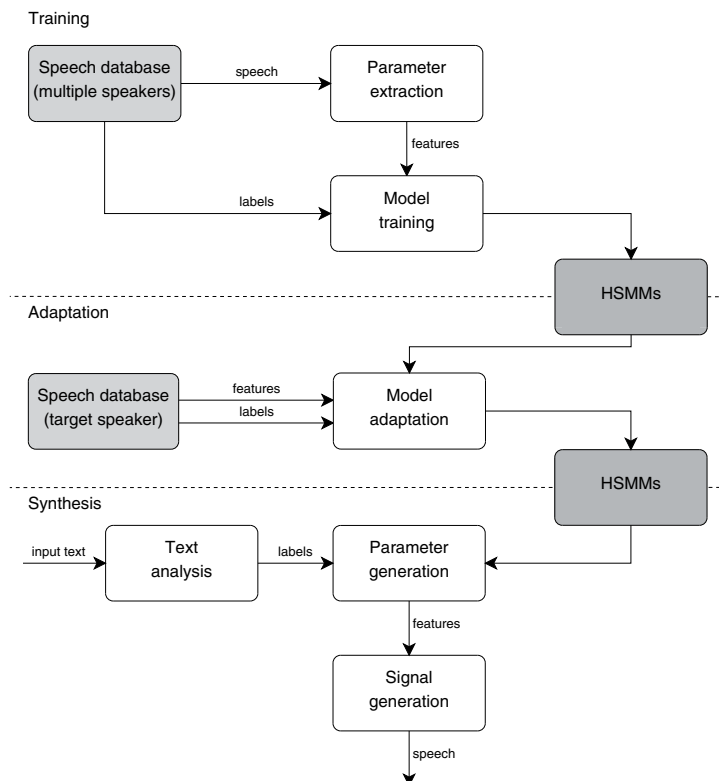 Training
Speech database
(multiple speakers)
speech
Parameter
extraction
features
labels
Model
training
HSMMs
Adaptation
Speech database
(target speaker)
features
labels
Model
adaptation
HSMMs
Synthesis
input text
Text
analysis
labels
Parameter
generation
features
Signal
generation
speech